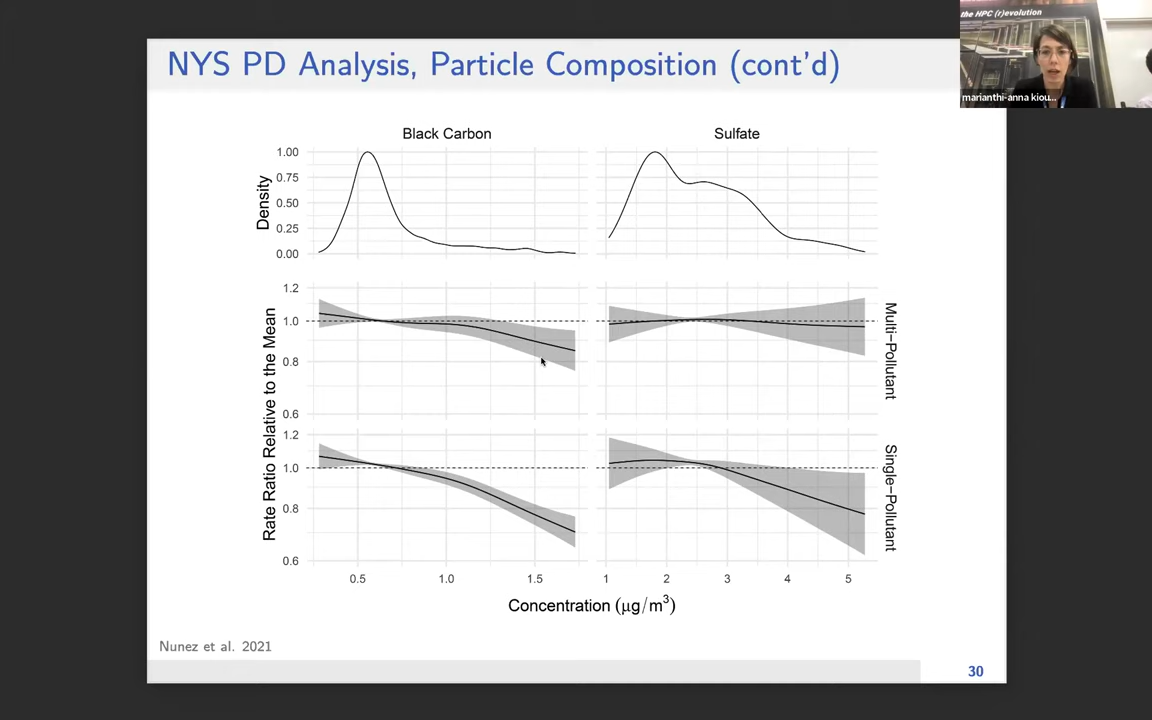 the HPC (r)evolution
marianthi-anna kiou...
NYS PD Analysis, Particle Composition (cont'd)
Black Carbon
Sulfate
Density
1.00
0.75
0.50
0.25
0.00
Rate Ratio Relative to the Mean
1.2
1.0
0.8
0.6
Multi−Pollutant
1.2
1.0
0.8
0.6
Single−Pollutant
0.5 1.0 1.5
1 2 3 4 5
Concentration (μg/m³)
Nunez et al. 2021
30